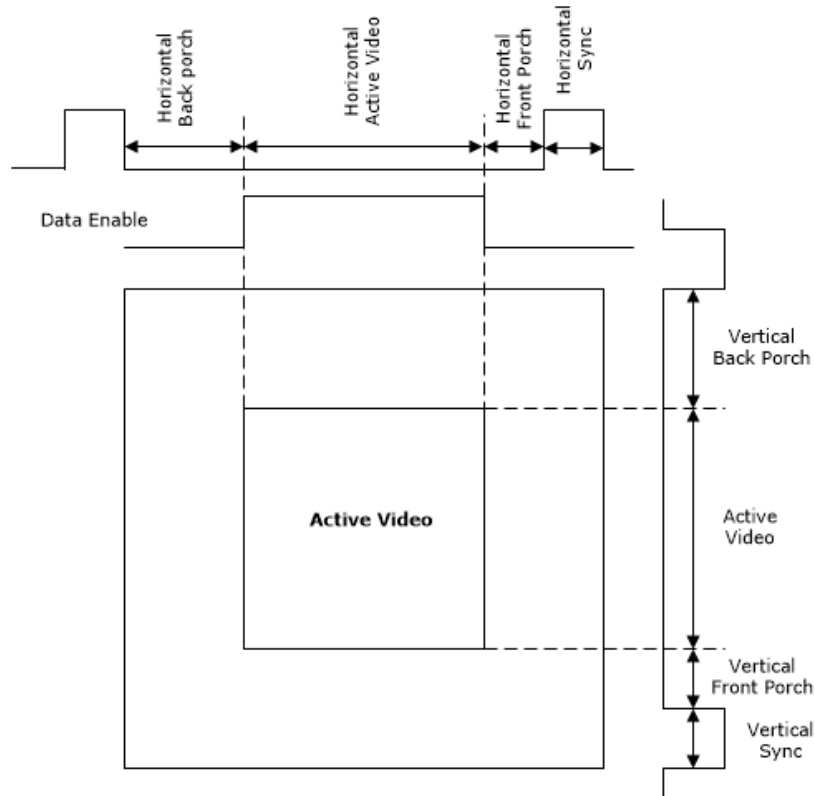 Horizontal
Back porch
Horizontal
Active Video
Horizontal
Front Porch
Horizontal
Sync
Data Enable
Vertical
Back Porch
Active Video
Active
Video
Vertical
Front Porch
Vertical
Sync